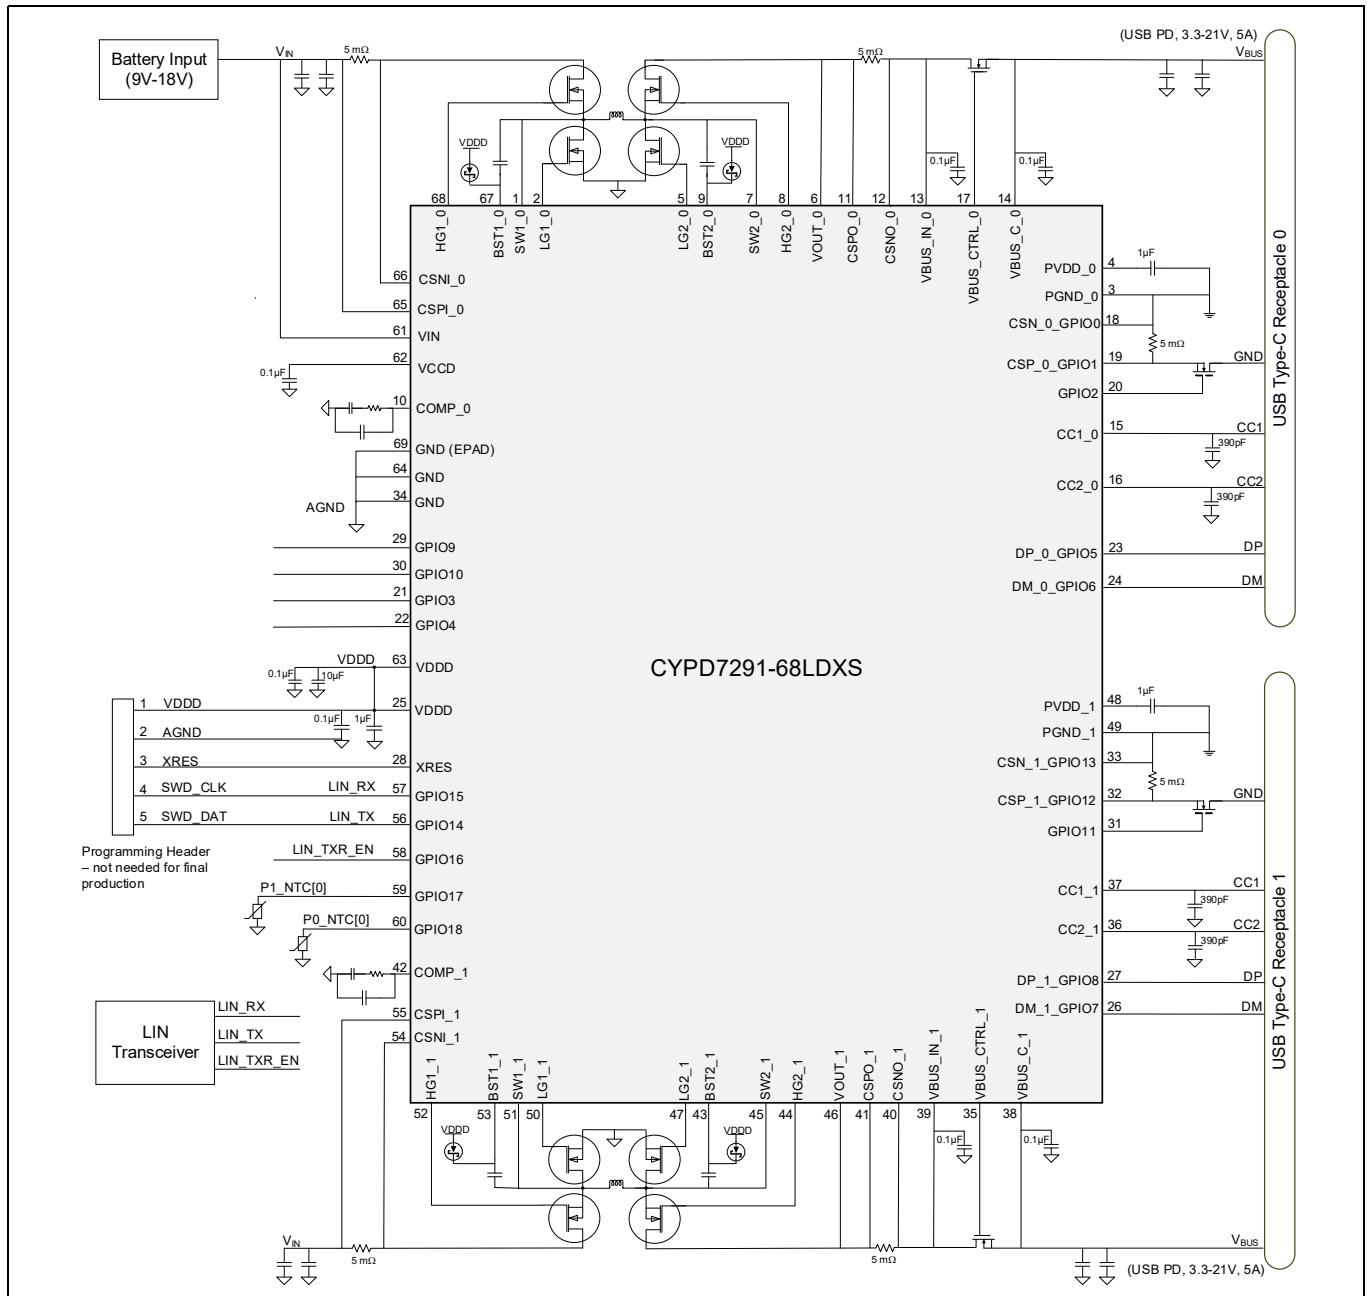 (USB PD, 3.3-21V, 5A)
Battery Input
(9V-18V)
VIN
5 mΩ
5 mΩ
VBUS
VDDD
VDDD
0.1µF
0.1µF
68
67
1
2
5
9
7
8
6
11
12
13
17
14
HG1_0
BST1_0
SW1_0
LG1_0
LG2_0
BST2_0
SW2_0
HG2_0
VOUT_0
CSPO_0
CSNO_0
VBUS_IN_0
VBUS_CTRL_0
VBUS_C_0
66 CSNI_0
65 CSPI_0
61 VIN
62 VCCD
0.1µF
10 COMP_0
69 GND (EPAD)
64 GND
34 GND
AGND
29 GPIO9
30 GPIO10
21 GPIO3
22 GPIO4
VDDD 63 VDDD
0.1µF 10µF
25 VDDD
0.1µF 1µF
28 XRES
LIN_RX 57 GPIO15
LIN_TX 56 GPIO14
LIN_TXR_EN 58 GPIO16
P1_NTC[0] 59 GPIO17
P0_NTC[0] 60 GPIO18
42 COMP_1
55 CSPI_1
54 CSNI_1
1 VDDD
2 AGND
3 XRES
4 SWD_CLK
5 SWD_DAT
Programming Header
– not needed for final
production
LIN
Transceiver
LIN_RX
LIN_TX
LIN_TXR_EN
CYPD7291-68LDXS
PVDD_0 4 1µF
PGND_0 3
CSN_0_GPIO0 18
5 mΩ
CSP_0_GPIO1 19 GND
GPIO2 20
CC1_0 15 CC1
390pF
CC2_0 16 CC2
390pF
DP_0_GPIO5 23 DP
DM_0_GPIO6 24 DM
USB Type-C Receptacle 0
PVDD_1 48 1µF
PGND_1 49
CSN_1_GPIO13 33
5 mΩ
CSP_1_GPIO12 32 GND
GPIO11 31
CC1_1 37 CC1
390pF
CC2_1 36 CC2
390pF
DP_1_GPIO8 27 DP
DM_1_GPIO7 26 DM
USB Type-C Receptacle 1
HG1_1
BST1_1
SW1_1
LG1_1
LG2_1
BST2_1
SW2_1
HG2_1
VOUT_1
CSPO_1
CSNO_1
VBUS_IN_1
VBUS_CTRL_1
VBUS_C_1
52
53
51
50
47
43
45
44
46
41
40
39
35
38
VDDD
VDDD
0.1µF
0.1µF
VIN
5 mΩ
5 mΩ
VBUS
(USB PD, 3.3-21V, 5A)